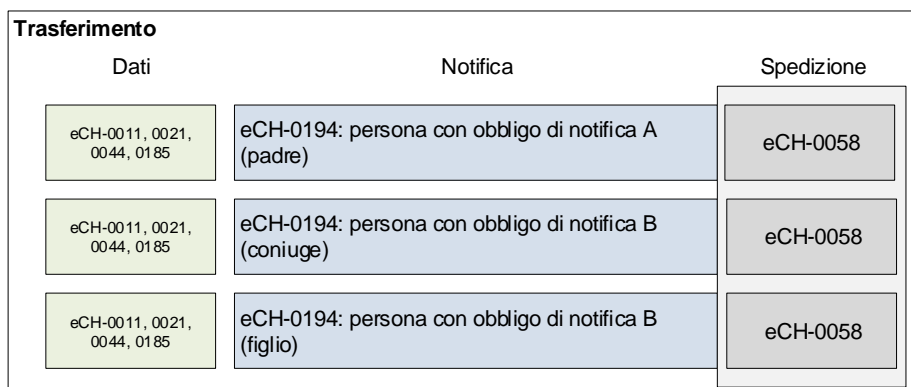 Trasferimento
Dati
Notifica
Spedizione
eCH-0011, 0021,
0044, 0185
eCH-0194: persona con obbligo di notifica A
(padre)
eCH-0058
eCH-0011, 0021,
0044, 0185
eCH-0194: persona con obbligo di notifica B
(coniuge)
eCH-0058
eCH-0011, 0021,
0044, 0185
eCH-0194: persona con obbligo di notifica B
(figlio)
eCH-0058